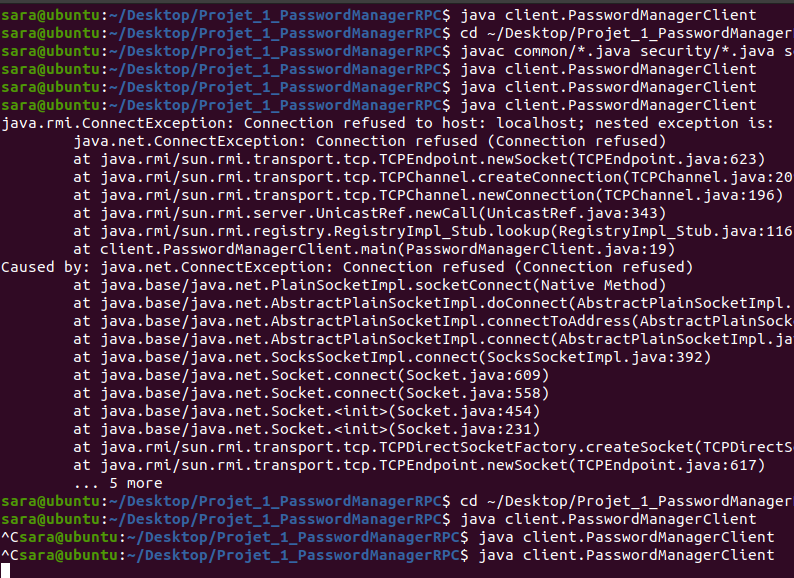 sara@ubuntu:~/Desktop/Projet_1_PasswordManagerRPC$ java client.PasswordManagerClient
sara@ubuntu:~/Desktop/Projet_1_PasswordManagerRPC$ cd ~/Desktop/Projet_1_PasswordManager
sara@ubuntu:~/Desktop/Projet_1_PasswordManagerRPC$ javac common/*.java security/*.java s
sara@ubuntu:~/Desktop/Projet_1_PasswordManagerRPC$ java client.PasswordManagerClient
sara@ubuntu:~/Desktop/Projet_1_PasswordManagerRPC$ java client.PasswordManagerClient
sara@ubuntu:~/Desktop/Projet_1_PasswordManagerRPC$ java client.PasswordManagerClient
java.rmi.ConnectException: Connection refused to host: localhost; nested exception is:
        java.net.ConnectException: Connection refused (Connection refused)
        at java.rmi/sun.rmi.transport.tcp.TCPEndpoint.newSocket(TCPEndpoint.java:623)
        at java.rmi/sun.rmi.transport.tcp.TCPChannel.createConnection(TCPChannel.java:20
        at java.rmi/sun.rmi.transport.tcp.TCPChannel.newConnection(TCPChannel.java:196)
        at java.rmi/sun.rmi.server.UnicastRef.newCall(UnicastRef.java:343)
        at java.rmi/sun.rmi.registry.RegistryImpl_Stub.lookup(RegistryImpl_Stub.java:116
        at client.PasswordManagerClient.main(PasswordManagerClient.java:19)
Caused by: java.net.ConnectException: Connection refused (Connection refused)
        at java.base/java.net.PlainSocketImpl.socketConnect(Native Method)
        at java.base/java.net.AbstractPlainSocketImpl.doConnect(AbstractPlainSocketImpl.
        at java.base/java.net.AbstractPlainSocketImpl.connectToAddress(AbstractPlainSock
        at java.base/java.net.AbstractPlainSocketImpl.connect(AbstractPlainSocketImpl.ja
        at java.base/java.net.SocksSocketImpl.connect(SocksSocketImpl.java:392)
        at java.base/java.net.Socket.connect(Socket.java:609)
        at java.base/java.net.Socket.connect(Socket.java:558)
        at java.base/java.net.Socket.<init>(Socket.java:454)
        at java.base/java.net.Socket.<init>(Socket.java:231)
        at java.rmi/sun.rmi.transport.tcp.TCPDirectSocketFactory.createSocket(TCPDirectS
        at java.rmi/sun.rmi.transport.tcp.TCPEndpoint.newSocket(TCPEndpoint.java:617)
        ... 5 more
sara@ubuntu:~/Desktop/Projet_1_PasswordManagerRPC$ cd ~/Desktop/Projet_1_PasswordManager
sara@ubuntu:~/Desktop/Projet_1_PasswordManagerRPC$ java client.PasswordManagerClient
^Csara@ubuntu:~/Desktop/Projet_1_PasswordManagerRPC$ java client.PasswordManagerClient
^Csara@ubuntu:~/Desktop/Projet_1_PasswordManagerRPC$ java client.PasswordManagerClient